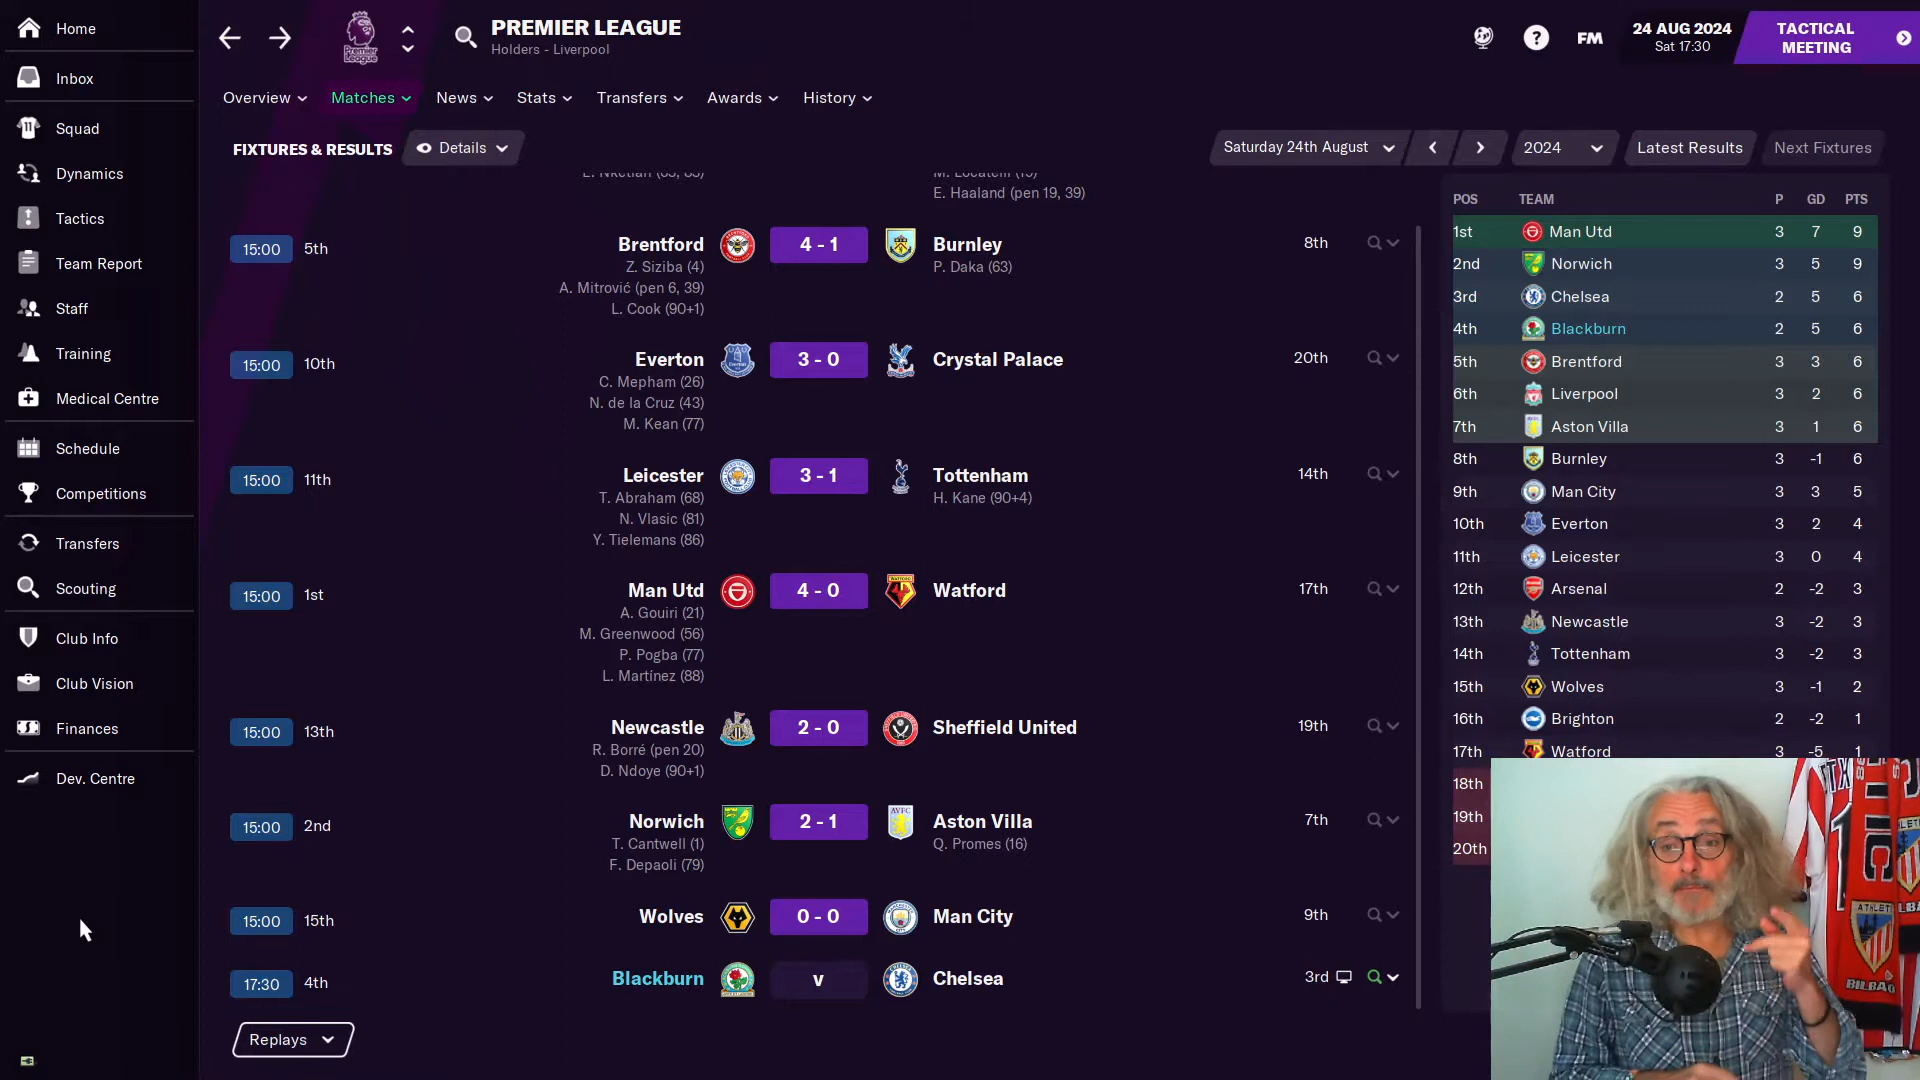 Home
Inbox
Squad
Dynamics
Tactics
Team Report
Staff
Training
Medical Centre
Schedule
Competitions
Transfers
Scouting
Club Info
Club Vision
Finances
Dev. Centre
PREMIER LEAGUE
Holders - Liverpool
FM
24 AUG 2024
Sat 17:30
TACTICAL MEETING
Overview Matches News Stats Transfers Awards History
FIXTURES & RESULTS Details
Saturday 24th August 2024 Latest Results Next Fixtures
E. Haaland (pen 19, 39)
15:00 5th Brentford 4 - 1 Burnley 8th
Z. Siziba (4) P. Daka (63)
A. Mitrović (pen 6, 39)
L. Cook (90+1)
15:00 10th Everton 3 - 0 Crystal Palace 20th
C. Mepham (26)
N. de la Cruz (43)
M. Kean (77)
15:00 11th Leicester 3 - 1 Tottenham 14th
T. Abraham (68) H. Kane (90+4)
N. Vlasic (81)
Y. Tielemans (86)
15:00 1st Man Utd 4 - 0 Watford 17th
A. Gouiri (21)
M. Greenwood (56)
P. Pogba (77)
L. Martínez (88)
15:00 13th Newcastle 2 - 0 Sheffield United 19th
R. Borré (pen 20)
D. Ndoye (90+1)
15:00 2nd Norwich 2 - 1 Aston Villa 7th
T. Cantwell (1) Q. Promes (16)
F. Depaoli (79)
15:00 15th Wolves 0 - 0 Man City 9th
17:30 4th Blackburn v Chelsea 3rd
Replays
POS TEAM P GD PTS
1st Man Utd 3 7 9
2nd Norwich 3 5 9
3rd Chelsea 2 5 6
4th Blackburn 2 5 6
5th Brentford 3 3 6
6th Liverpool 3 2 6
7th Aston Villa 3 1 6
8th Burnley 3 -1 6
9th Man City 3 3 5
10th Everton 3 2 4
11th Leicester 3 0 4
12th Arsenal 2 -2 3
13th Newcastle 3 -2 3
14th Tottenham 3 -2 3
15th Wolves 3 -1 2
16th Brighton 2 -2 1
17th Watford 3 -5 1
18th
19th
20th
BILBAO